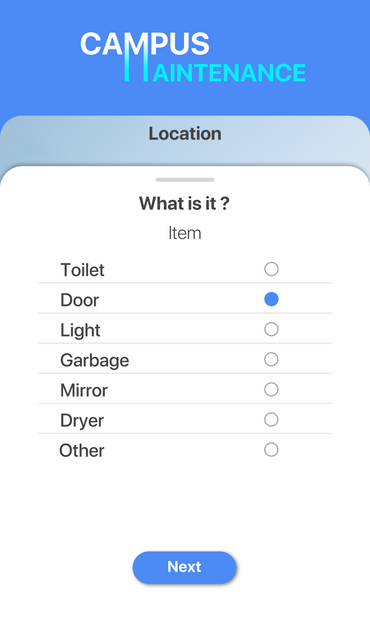 CAMPUS
MAINTENANCE
Location
What is it ?
Item
Toilet
Door
Light
Garbage
Mirror
Dryer
Other
Next